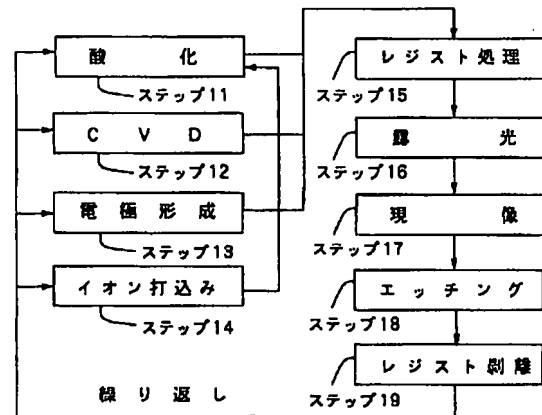 酸化
ステップ11
CVD
ステップ12
電極形成
ステップ13
イオン打込み
ステップ14
繰り返し
レジスト処理
ステップ15
露光
ステップ16
現像
ステップ17
エッチング
ステップ18
レジスト剥離
ステップ19